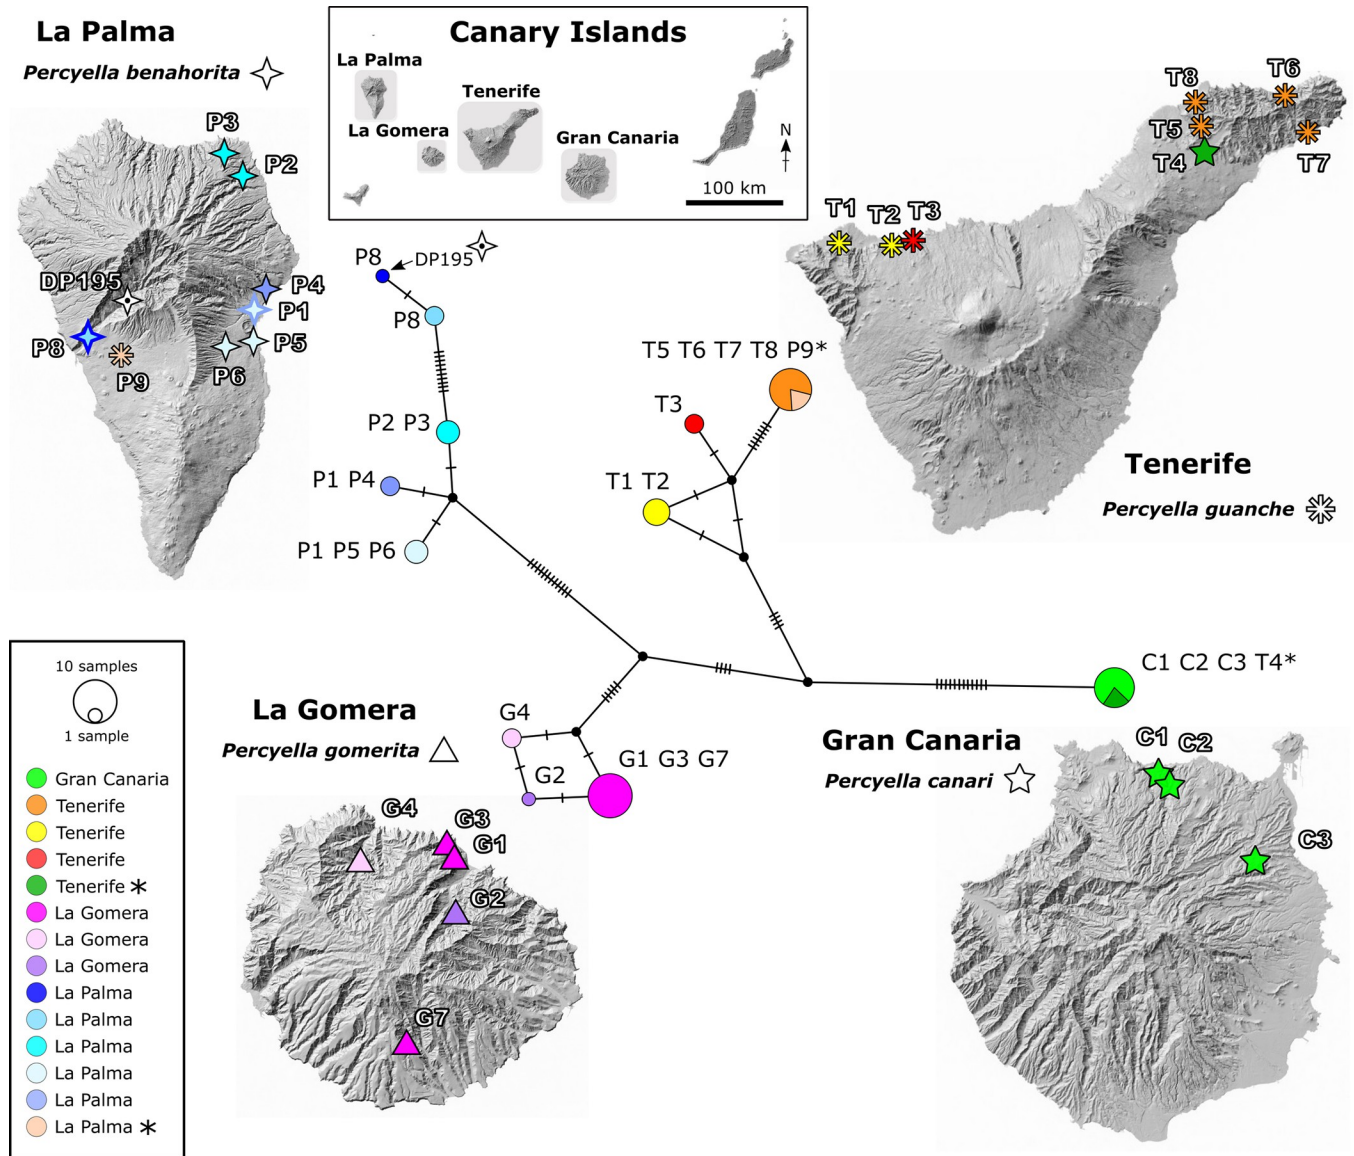 La Palma
Percyella benahorita
P3
P2
DP195
P4
P1
P8
P5
P9
P6
Canary Islands
La Palma
Tenerife
La Gomera
Gran Canaria
N
100 km
T8
T6
T5
T4
T7
T1
T2
T3
Tenerife
Percyella guanche
P8
DP195
P8
P2 P3
P1 P4
P1 P5 P6
T5 T6 T7 T8 P9*
T3
T1 T2
C1 C2 C3 T4*
G4
G2
G1 G3 G7
10 samples
1 sample
Gran Canaria
Tenerife
Tenerife
Tenerife
Tenerife *
La Gomera
La Gomera
La Gomera
La Palma
La Palma
La Palma
La Palma
La Palma
La Palma *
La Gomera
Percyella gomerita
G4
G3
G1
G2
G7
Gran Canaria
Percyella canari
C1
C2
C3